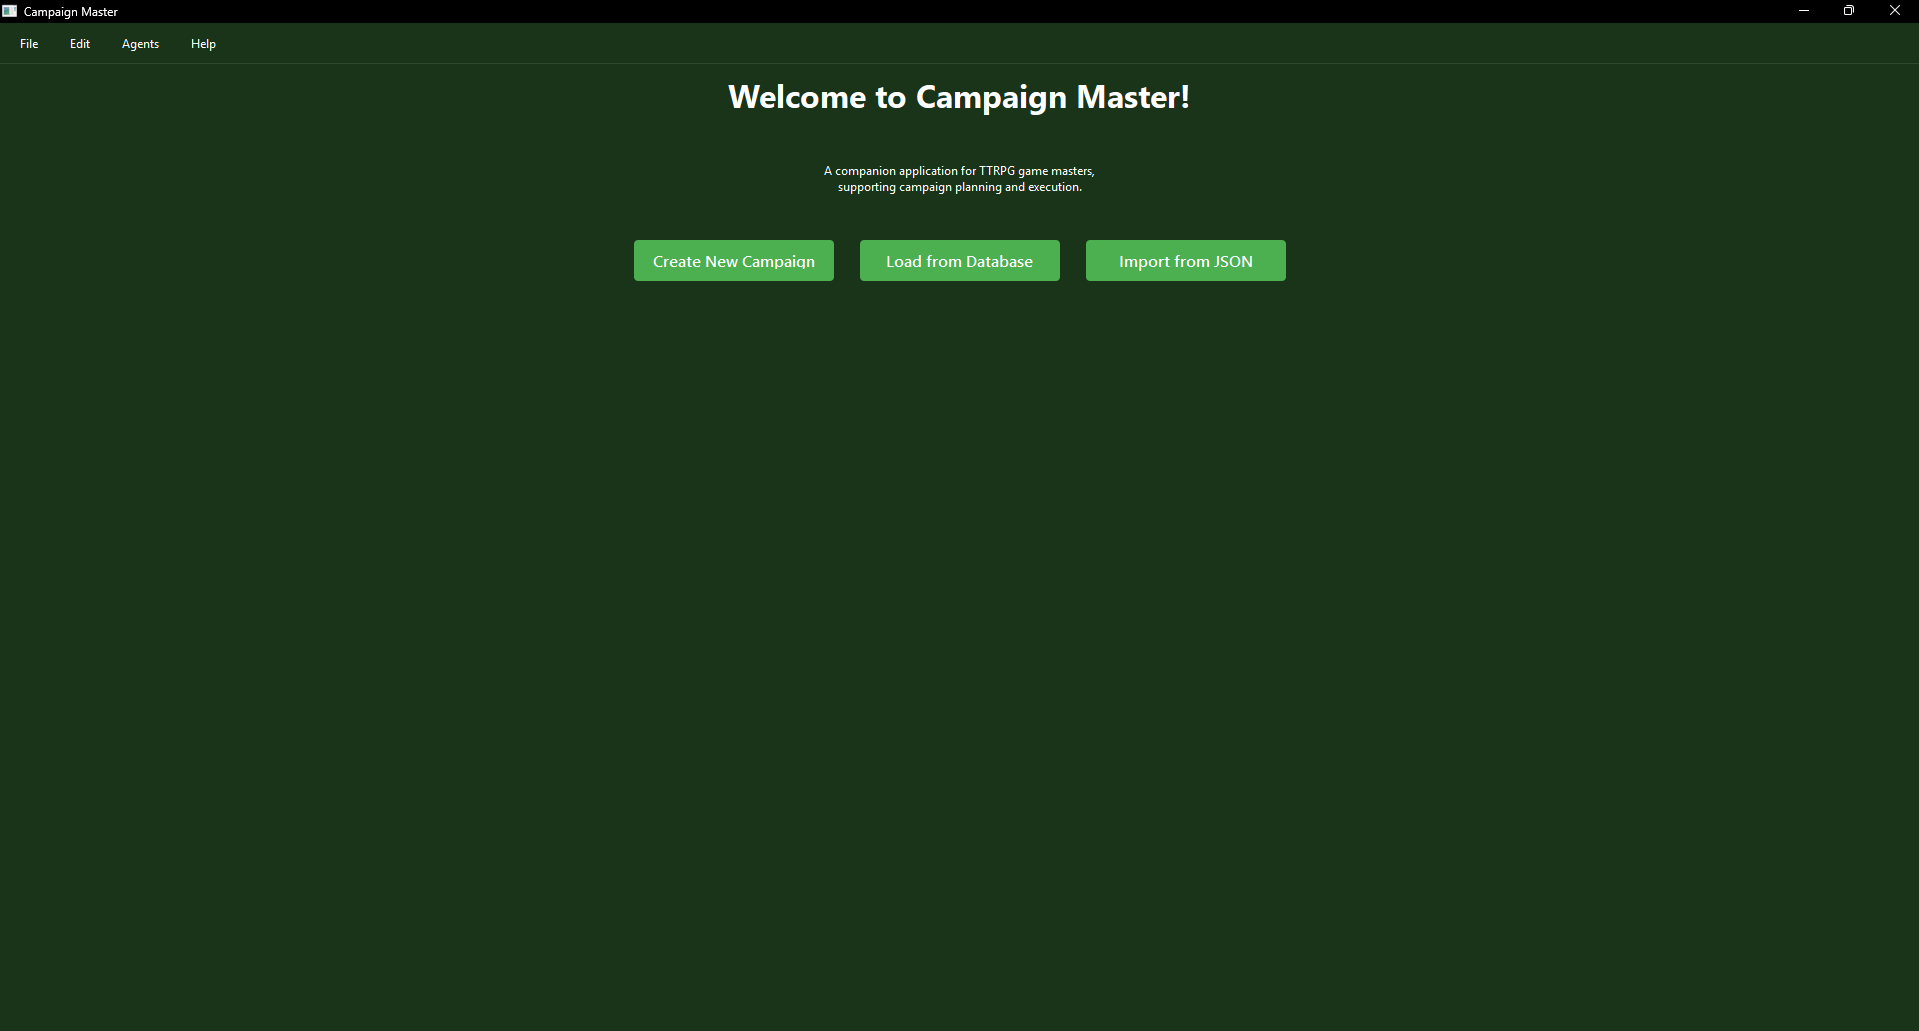 Campaign Master
File Edit Agents Help
Welcome to Campaign Master!
A companion application for TTRPG game masters,
supporting campaign planning and execution.
Create New Campaign Load from Database Import from JSON